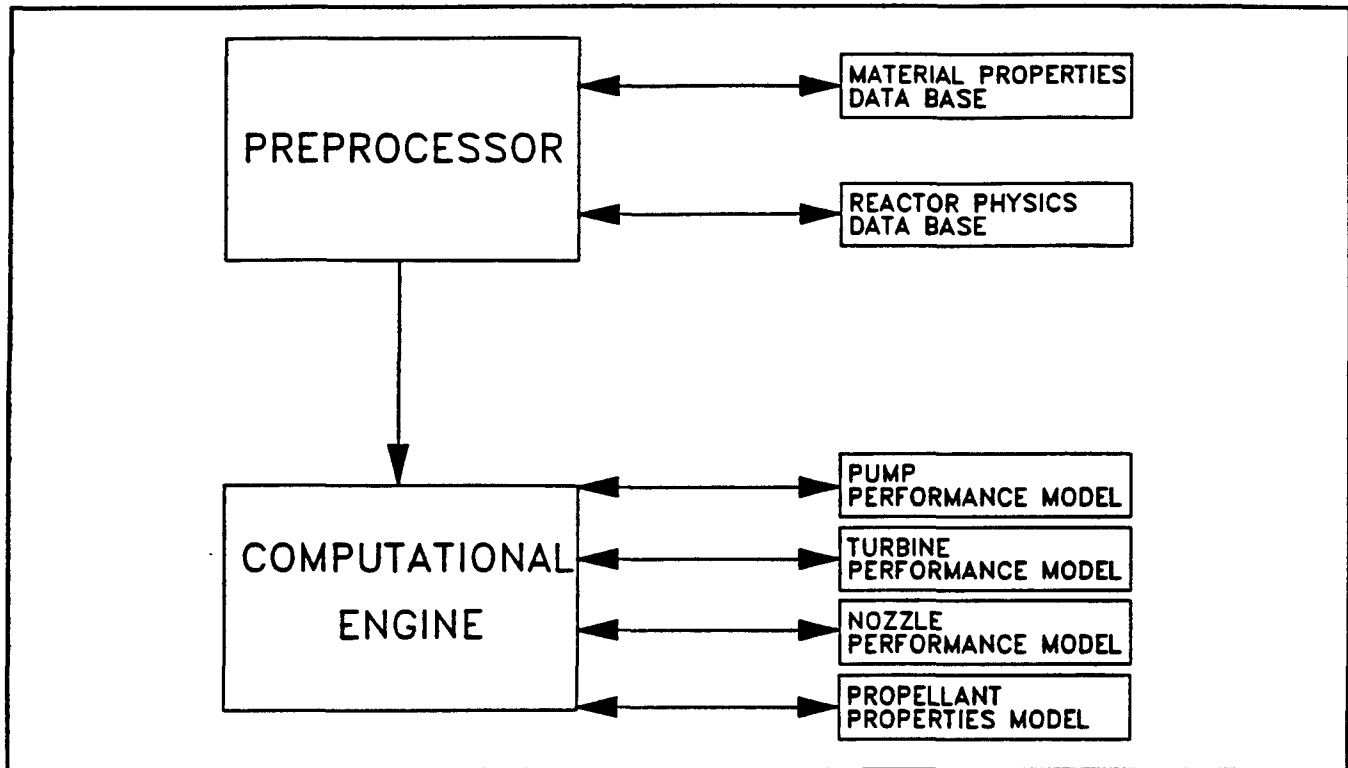 PREPROCESSOR
MATERIAL PROPERTIES
DATA BASE
REACTOR PHYSICS
DATA BASE
COMPUTATIONAL
ENGINE
PUMP
PERFORMANCE MODEL
TURBINE
PERFORMANCE MODEL
NOZZLE
PERFORMANCE MODEL
PROPELLANT
PROPERTIES MODEL